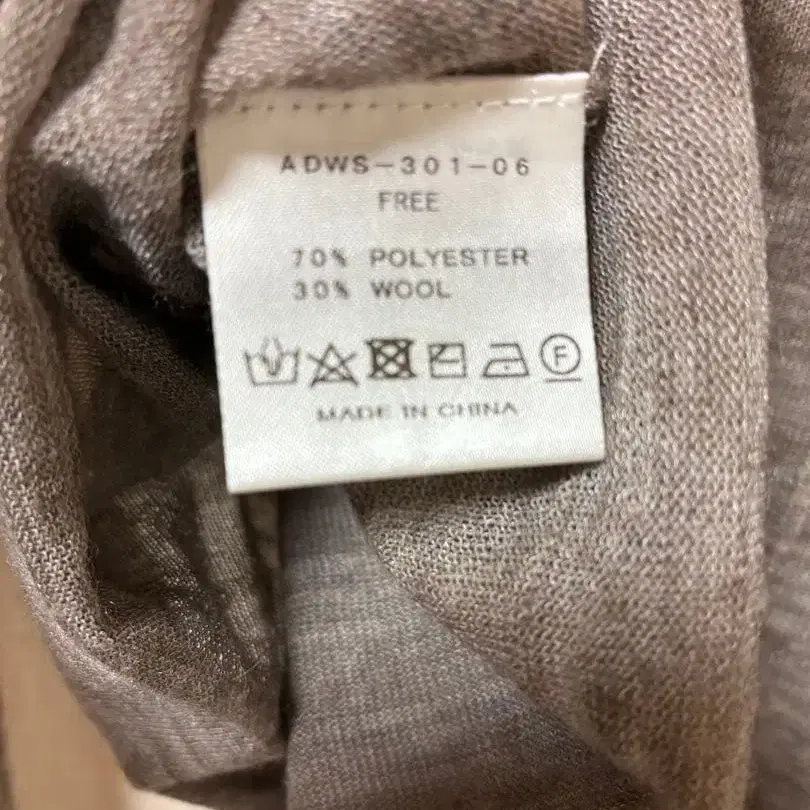 ADWS-301-06
FREE
70% POLYESTER
30% WOOL
F
MADE IN CHINA